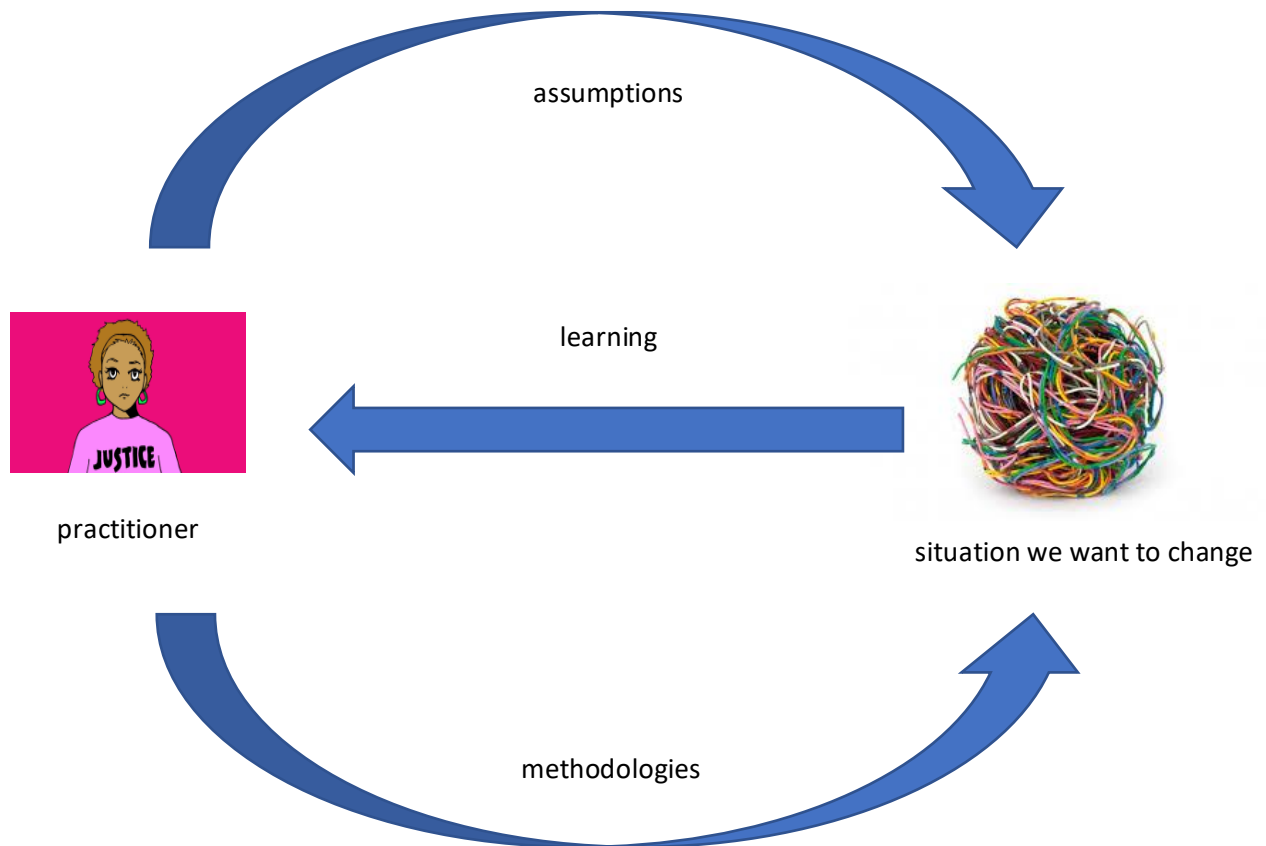 assumptions
learning
JUSTICE
practitioner
situation we want to change
methodologies